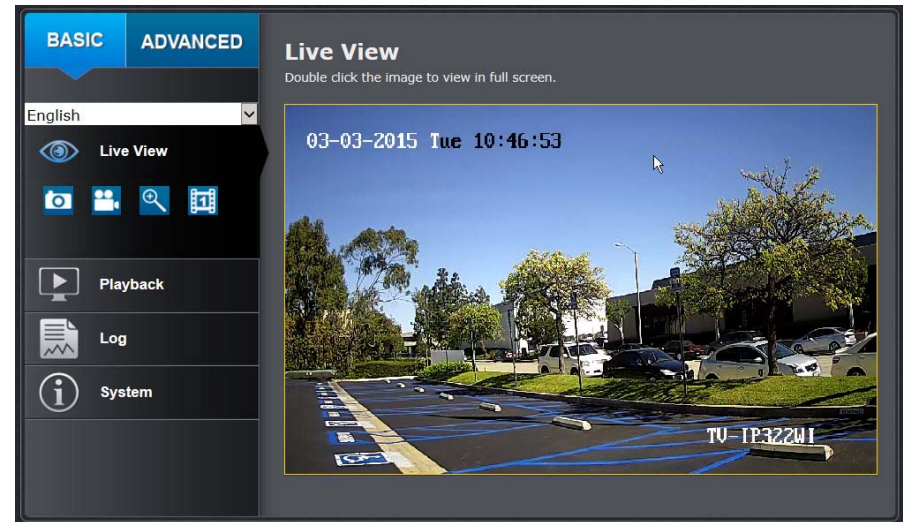 BASIC ADVANCED
English
Live View
Playback
Log
System
Live View
Double click the image to view in full screen.
03-03-2015 Tue 10:46:53
TV-IP322WI
1